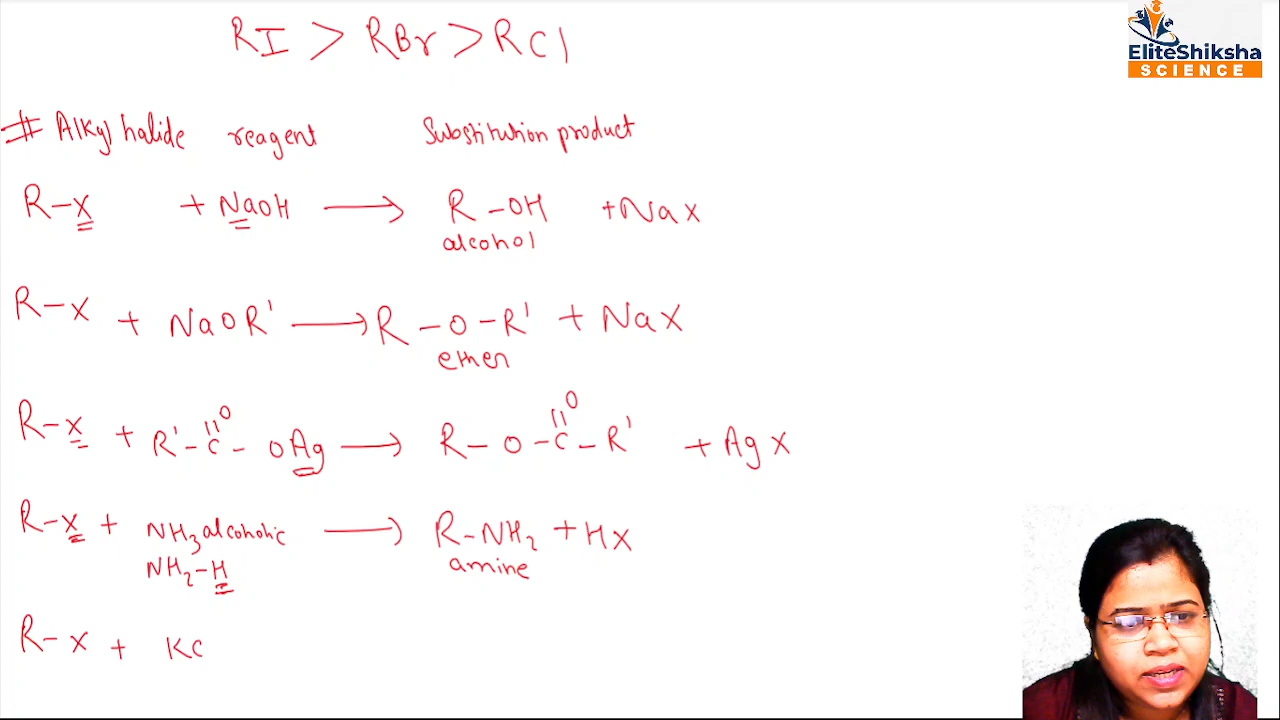 RI > RBr > RCl
EliteShiksha
SCIENCE
# Alkyl halide reagent Substitution product
R-X + NaOH → R-OH + NaX
alcohol
R-X + NaOR' → R-O-R' + NaX
ether
R-X + R'-C(=O)-OAg → R-O-C(=O)-R' + AgX
R-X + NH₃ alcoholic → R-NH₂ + HX
NH₂-H amine
R-X + KC